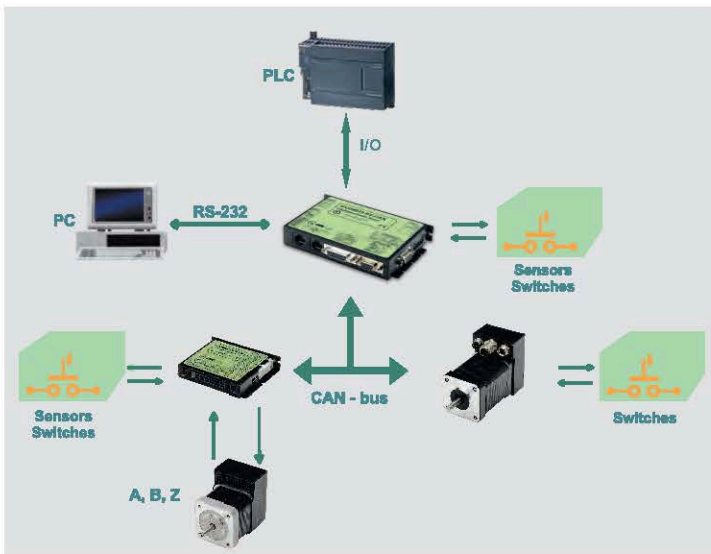 PLC
I/O
PC
RS-232
Sensors
Switches
Sensors
Switches
CAN - bus
Switches
A, B, Z